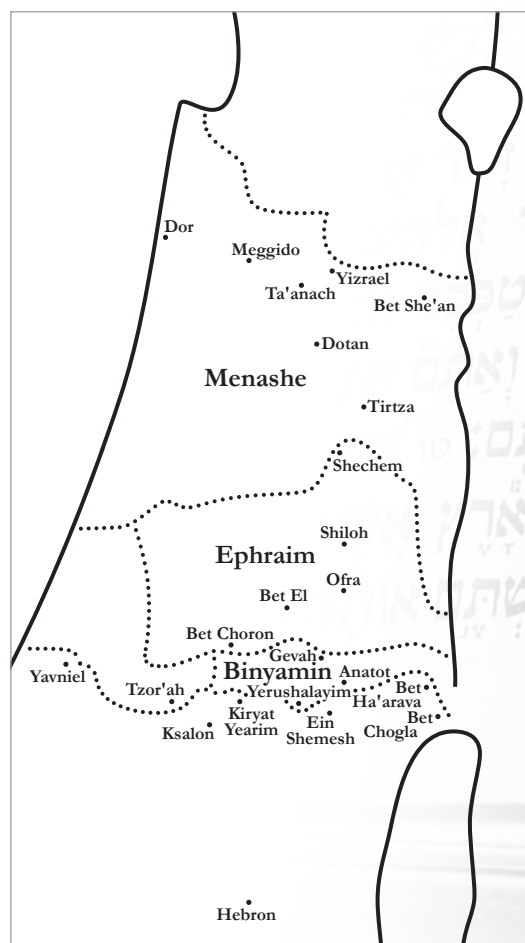 Dor
Meggido
Yizrael
Ta'anach
Bet She'an
Dotan
Menashe
Tirtza
Shechem
Shiloh
Ephraim
Ofra
Bet El
Bet Choron
Gevah
Binyamin
Anatot
Yavniel
Tzor'ah
Yerushalayim
Bet
Ha'arava
Kiryat
Yearim
Ein
Shemesh
Bet
Chogla
Ksalon
Hebron